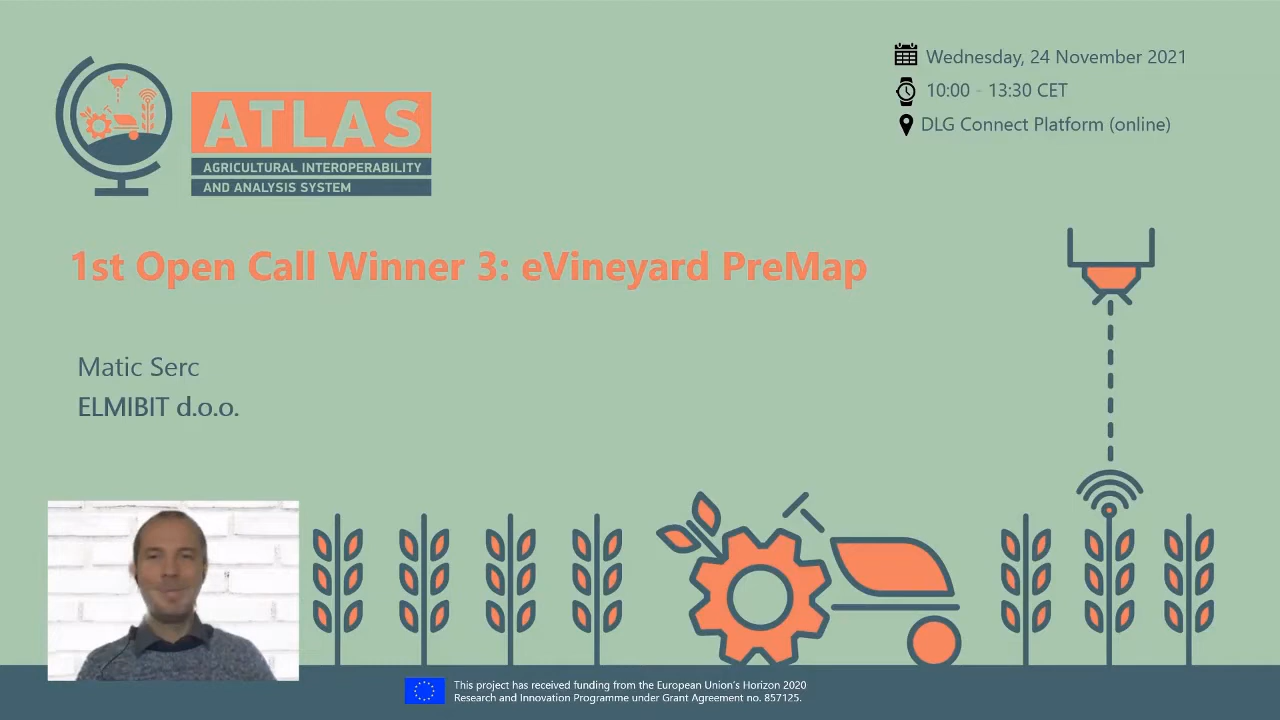 ATLAS
AGRICULTURAL INTEROPERABILITY
AND ANALYSIS SYSTEM
Wednesday, 24 November 2021
10:00 - 13:30 CET
DLG Connect Platform (online)
1st Open Call Winner 3: eVineyard PreMap
Matic Serc
ELMIBIT d.o.o.
This project has received funding from the European Union's Horizon 2020
Research and Innovation Programme under Grant Agreement no. 857125.